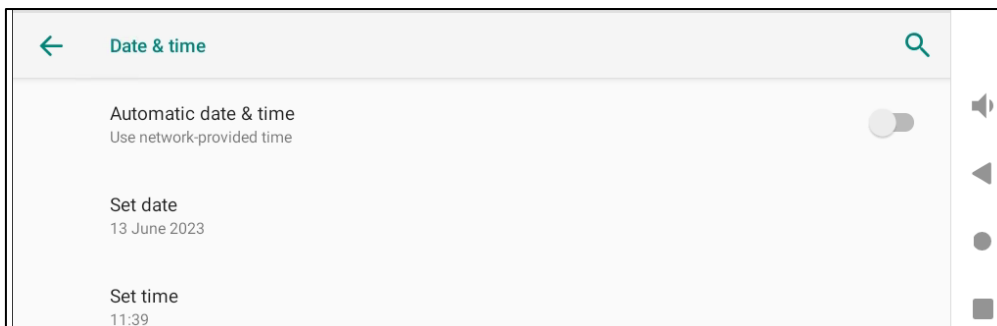 Date & time
Automatic date & time
Use network-provided time
Set date
13 June 2023
Set time
11:39